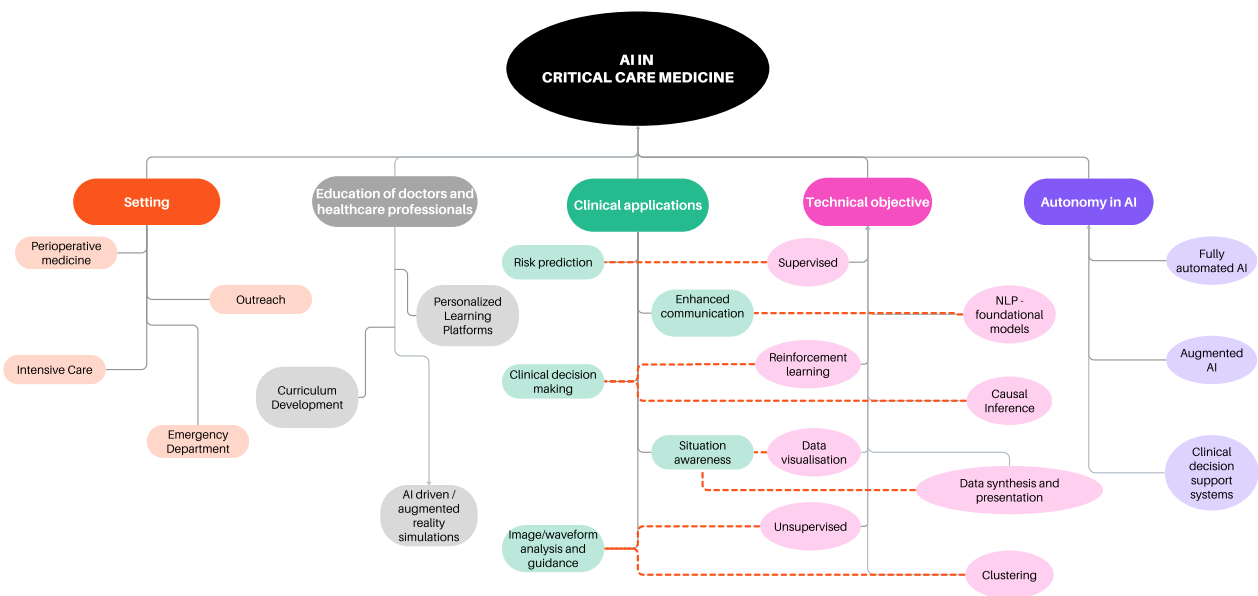 AI IN
CRITICAL CARE MEDICINE
Setting
Education of doctors and
healthcare professionals
Clinical applications
Technical objective
Autonomy in AI
Perioperative
medicine
Outreach
Intensive Care
Emergency
Department
Personalized
Learning
Platforms
Curriculum
Development
AI driven /
augmented
reality
simulations
Risk prediction
Enhanced
communication
Clinical decision
making
Situation
awareness
Image/waveform
analysis and
guidance
Supervised
NLP -
foundational
models
Reinforcement
learning
Causal
Inference
Data
visualisation
Data synthesis and
presentation
Unsupervised
Clustering
Fully
automated AI
Augmented
AI
Clinical
decision
support
systems